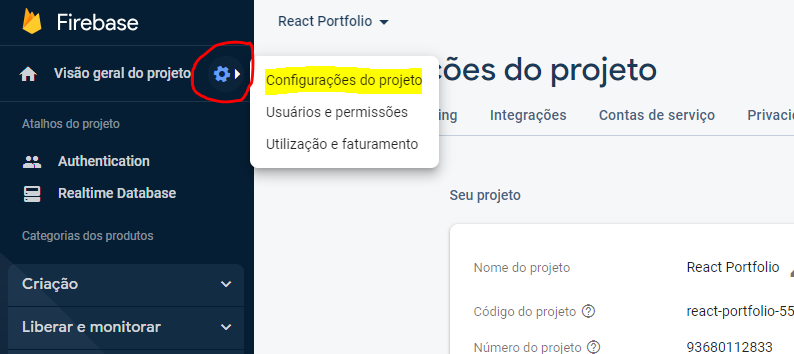 Firebase
React Portfolio
Visão geral do projeto
Configurações do projeto
Usuários e permissões
Utilização e faturamento
ções do projeto
Integrações
Contas de serviço
Seu projeto
Atalhos do projeto
Authentication
Realtime Database
Categorias dos produtos
Criação
Liberar e monitorar
Nome do projeto
React Portfolio
Código do projeto
react-portfolio-55
Número do projeto
93680112833